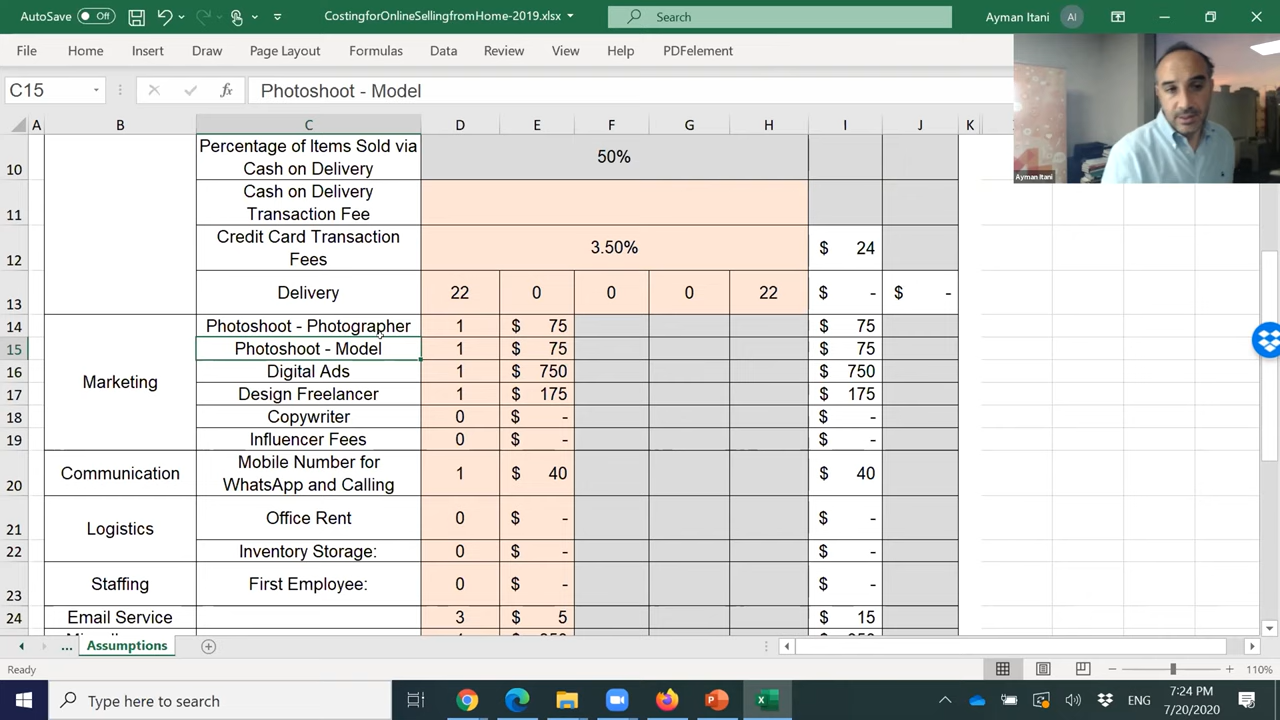 AutoSave Off CostingforOnlineSellingfromHome-2019.xlsx Search Ayman Itani AI
File Home Insert Draw Page Layout Formulas Data Review View Help PDFelement
C15 fx Photoshoot - Model
Ayman Itani
A B C D E F G H I J K
10 Percentage of Items Sold via 50%
Cash on Delivery
11 Cash on Delivery
Transaction Fee
12 Credit Card Transaction 3.50% $ 24
Fees
13 Delivery 22 0 0 0 22 $ - $ -
14 Photoshoot - Photographer 1 $ 75 $ 75
15 Photoshoot - Model 1 $ 75 $ 75
Marketing
16 Digital Ads 1 $ 750 $ 750
17 Design Freelancer 1 $ 175 $ 175
18 Copywriter 0 $ - $ -
19 Influencer Fees 0 $ - $ -
20 Communication Mobile Number for 1 $ 40 $ 40
WhatsApp and Calling
21 Logistics Office Rent 0 $ - $ -
22 Inventory Storage: 0 $ - $ -
23 Staffing First Employee: 0 $ - $ -
24 Email Service 3 $ 5 $ 15
... Assumptions
Ready 110%
Type here to search ENG 7:24 PM
7/20/2020